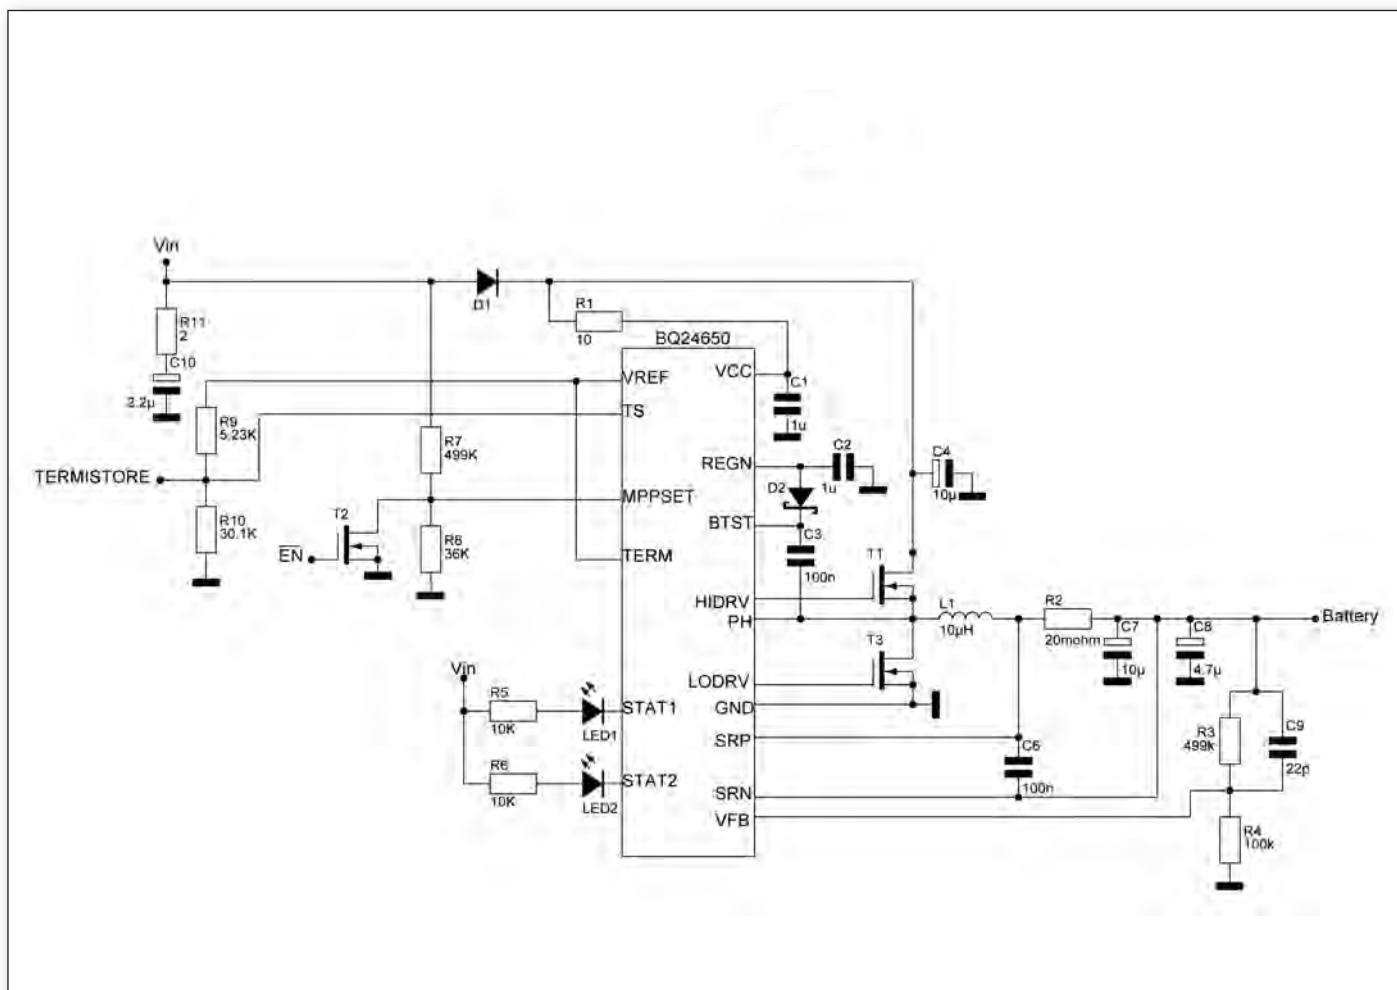 Vin
D1
R1
10
R11
2
C10
2.2µ
BQ24650
VREF
VCC
C1
1u
TS
R9
5,23K
R7
499K
REGN
C2
1u
C4
10µ
TERMISTORE
D2
MPPSET
BTST
R10
30.1K
T2
EN
R8
36K
C3
100n
TERM
T1
HIDRV
PH
L1
10µH
R2
20mohm
C7
10µ
C8
4.7µ
Battery
T3
Vin
LODRV
R5
10K
LED1
STAT1
GND
SRP
R3
499k
C9
22p
C6
100n
R6
10K
LED2
STAT2
SRN
VFB
R4
100k